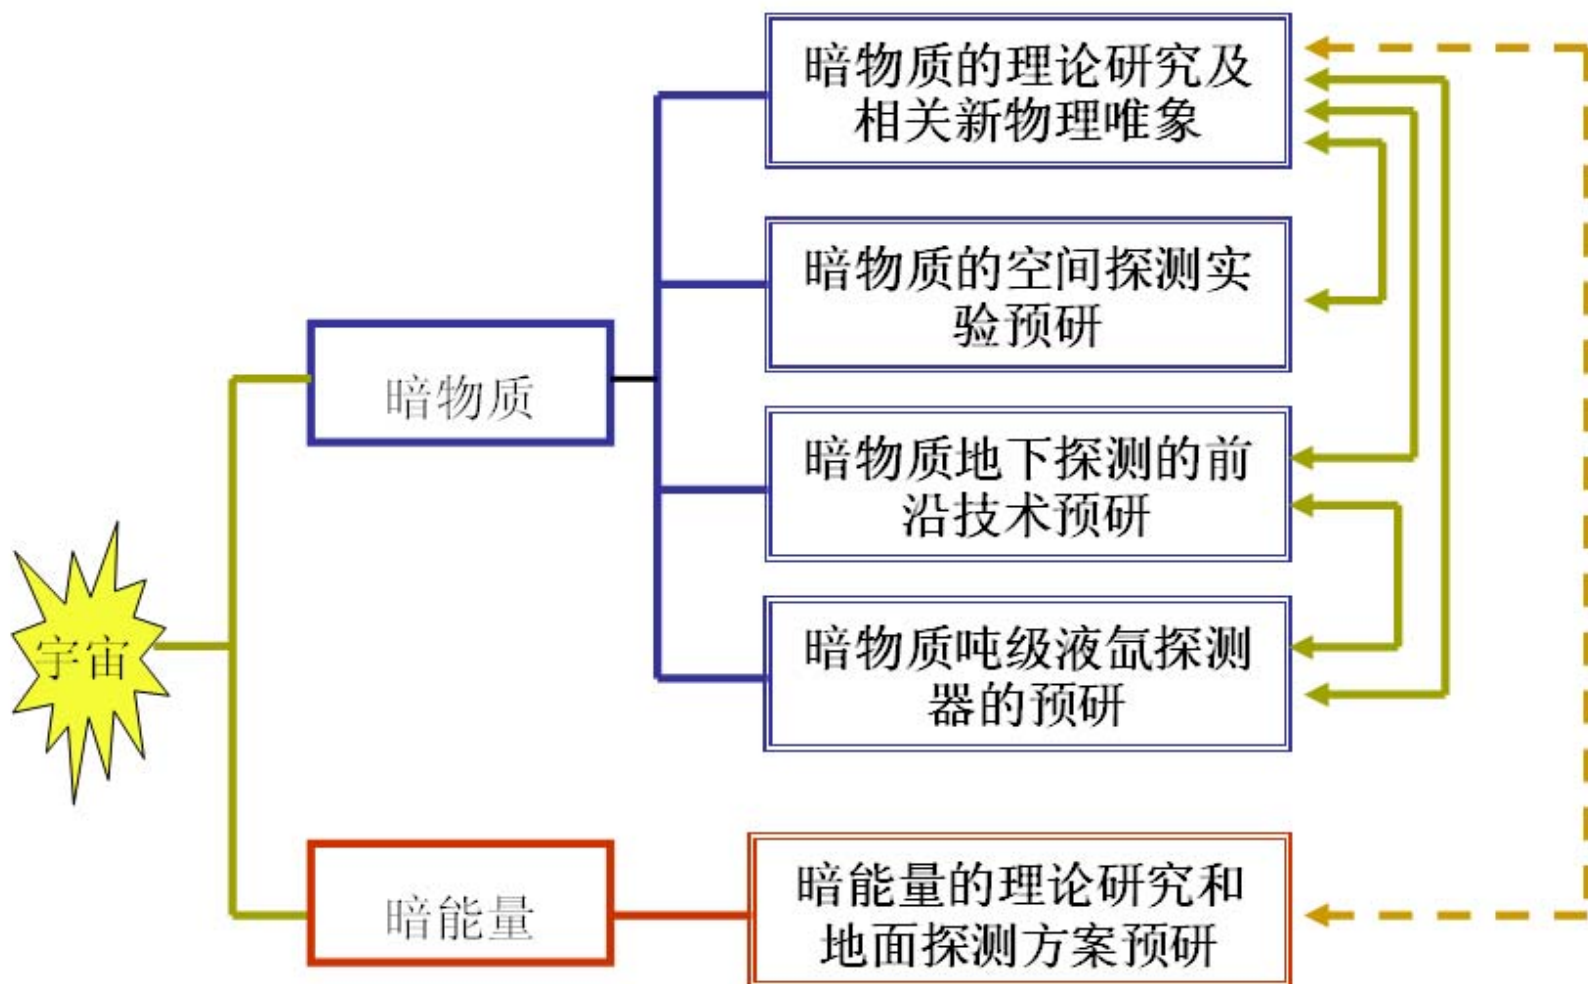 暗物质的理论研究及
相关新物理唯象
暗物质的空间探测实
验预研
暗物质
暗物质地下探测的前
沿技术预研
宇宙
暗物质吨级液氙探测
器的预研
暗能量
暗能量的理论研究和
地面探测方案预研